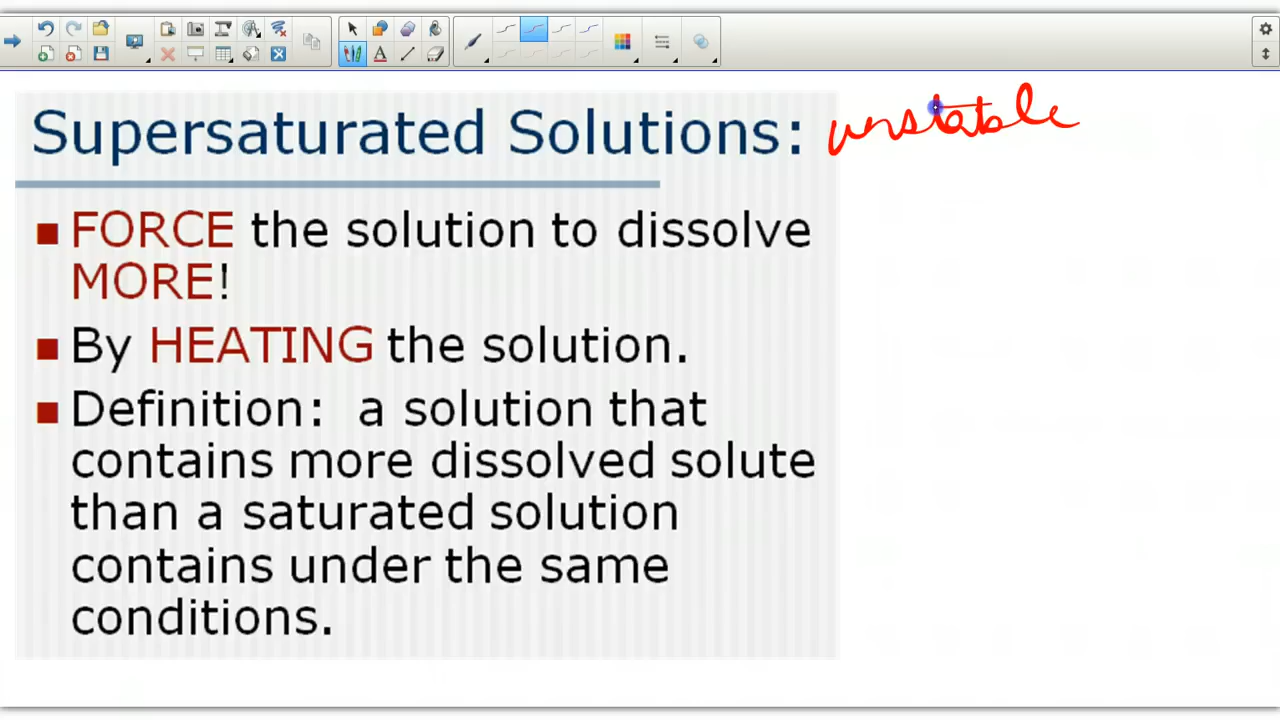 Supersaturated Solutions: unstable
FORCE the solution to dissolve
MORE!
By HEATING the solution.
Definition: a solution that
contains more dissolved solute
than a saturated solution
contains under the same
conditions.